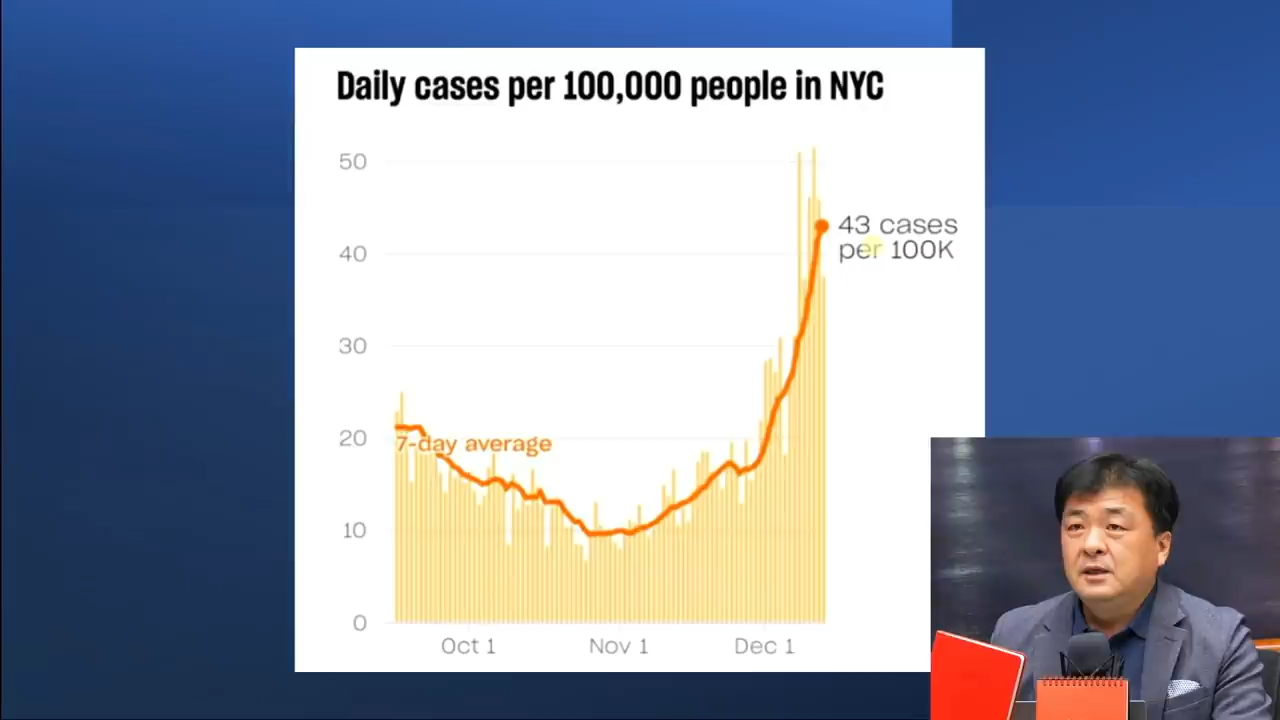 Daily cases per 100,000 people in NYC
50
43 cases
per 100K
40
30
20
7-day average
10
0
Oct 1 Nov 1 Dec 1